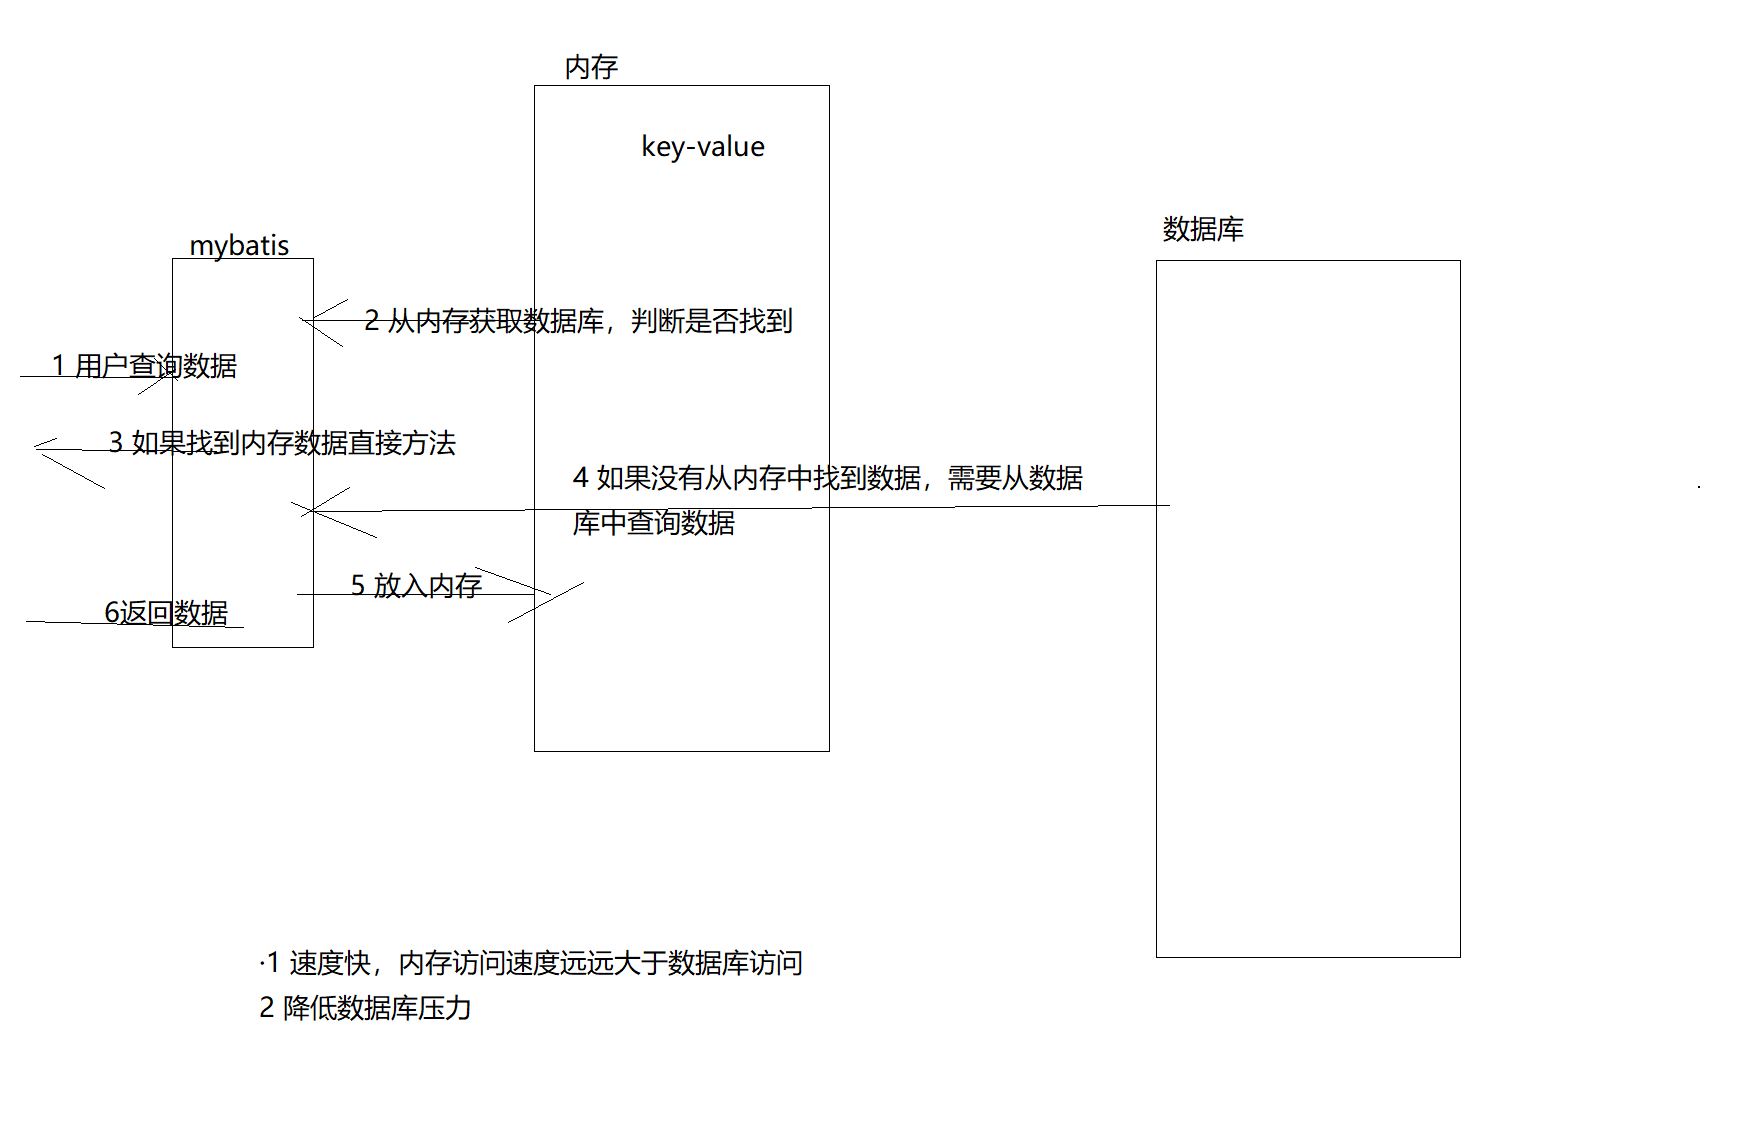 内存
key-value
数据库
mybatis
2 从内存获取数据库，判断是否找到
1 用户查询数据
3 如果找到内存数据直接方法
4 如果没有从内存中找到数据，需要从数据
库中查询数据
5 放入内存
6返回数据
·1 速度快，内存访问速度远远大于数据库访问
2 降低数据库压力